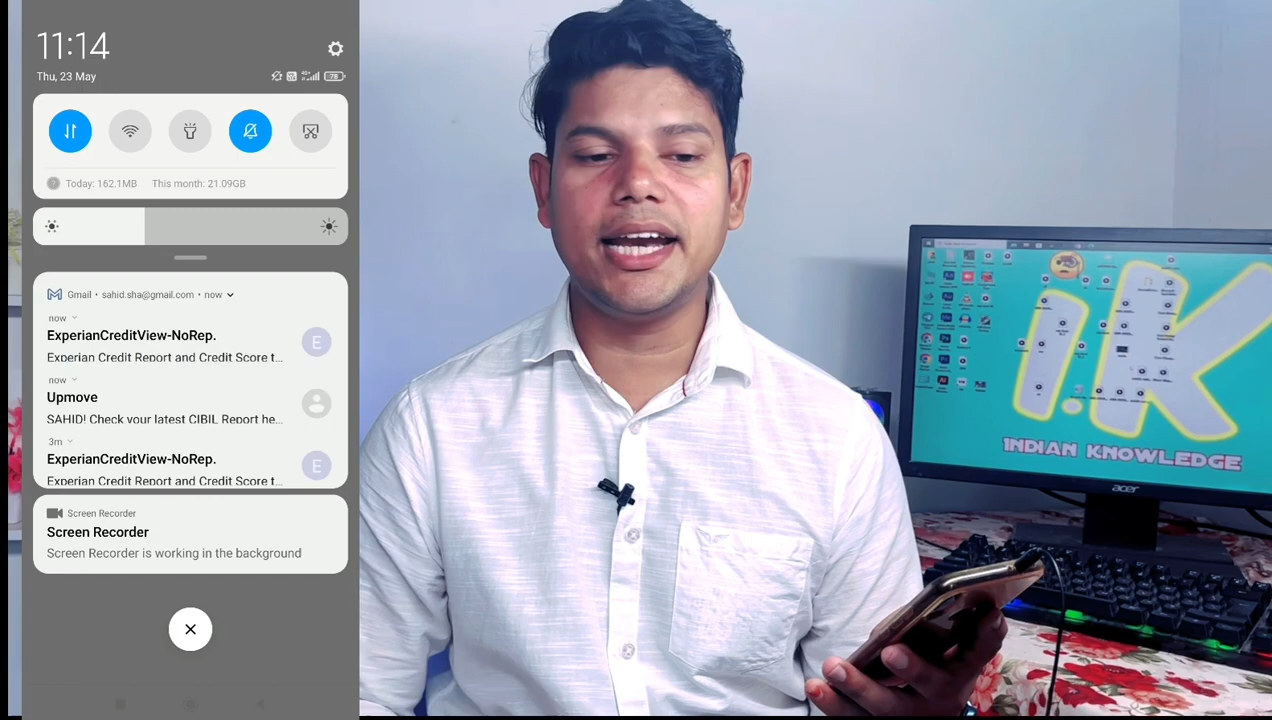 11:14
Thu, 23 May
78
Today: 162.1MB This month: 21.09GB
Gmail • sahid.sha@gmail.com • now
now
ExperianCreditView-NoRep.
Experian Credit Report and Credit Score t...
now
Upmove
SAHID! Check your latest CIBIL Report he...
3m
ExperianCreditView-NoRep.
Experian Credit Report and Credit Score t...
E
E
Screen Recorder
Screen Recorder
Screen Recorder is working in the background
I.K
INDIAN KNOWLEDGE
acer